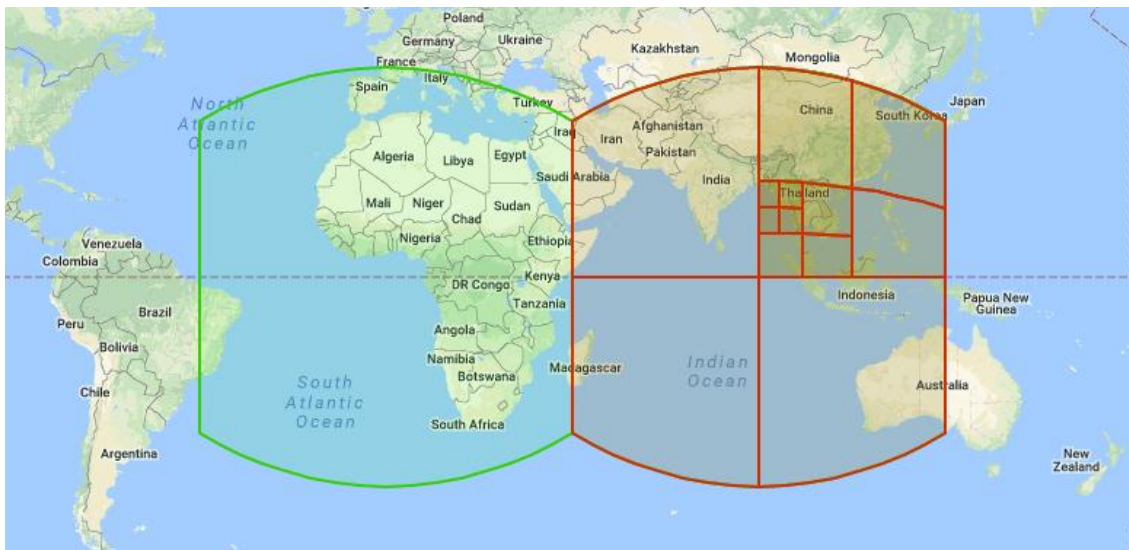 Poland
Germany
Ukraine
Kazakhstan
Mongolia
France
Italy
Spain
Turkey
North
Atlantic
Ocean
China
Japan
South Korea
Afghanistan
Iraq
Iran
Pakistan
Algeria
Libya
Egypt
Saudi Arabia
India
Thailand
Mali
Niger
Chad
Sudan
Nigeria
Ethiopia
Venezuela
Colombia
DR Congo
Kenya
Tanzania
Indonesia
Papua New
Guinea
Brazil
Peru
Angola
Bolivia
Namibia
Botswana
Madagascar
Indian
Ocean
Australia
Chile
South
Atlantic
Ocean
South Africa
Argentina
New
Zealand